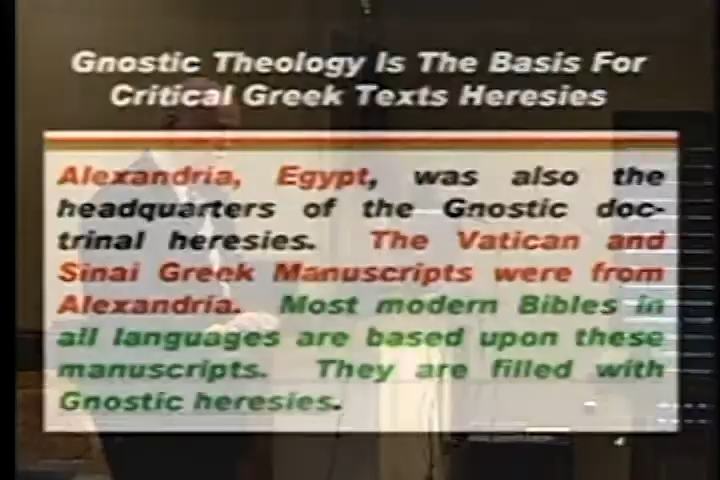 Gnostic Theology Is The Basis For
Critical Greek Texts Heresies
Alexandria, Egypt, was also the
headquarters of the Gnostic doc-
trinal heresies. The Vatican and
Sinai Greek Manuscripts were from
Alexandria. Most modern Bibles in
all languages are based upon these
manuscripts. They are filled with
Gnostic heresies.